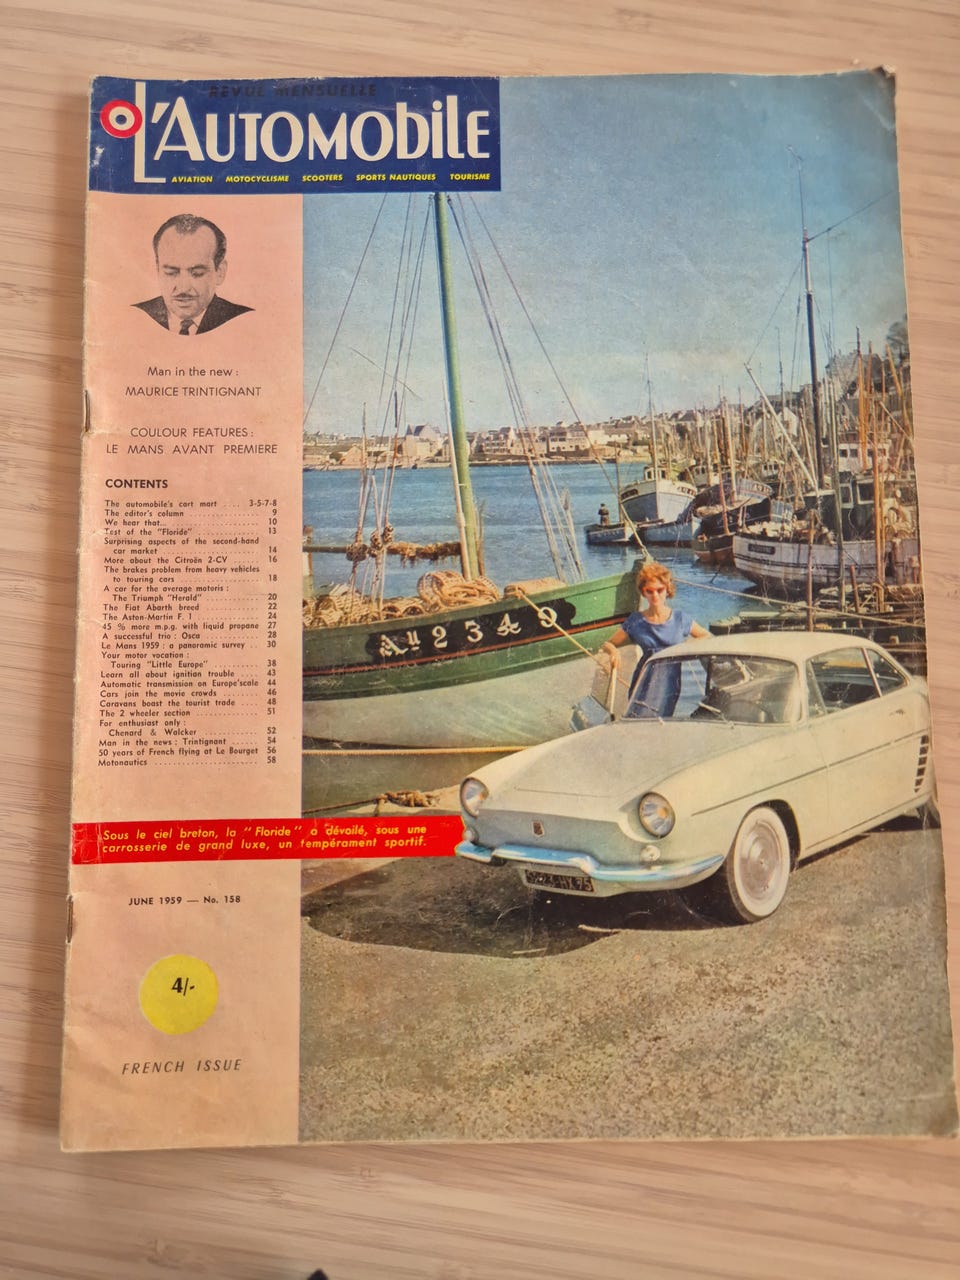 REVUE MENSUELLE
L'AUTOMOBILE
AVIATION MOTOCYCLISME SCOOTERS SPORTS NAUTIQUES TOURISME
Man in the new :
MAURICE TRINTIGNANT
COULOUR FEATURES :
LE MANS AVANT PREMIERE
CONTENTS
The automobile's cart mart .... 3-5-7-8
The editor's column .................. 9
We hear that... ...................... 10
Test of the "Floride" ............... 13
Surprising aspects of the second-hand
car market ........................ 14
More about the Citroën 2-CV ...... 16
The brakes problem from heavy vehicles
to touring cars ................... 18
A car for the average motoris :
The Triumph "Herald" ............ 20
The Fiat Abarth breed ............. 22
The Aston-Martin F. 1 ............. 24
45 % more m.p.g. with liquid propane 27
A successful trio : Osca .......... 28
Le Mans 1959 : a panoramic survey .. 30
Your motor vocation :
Touring "Little Europe" .......... 38
Learn all about ignition trouble .... 43
Automatic transmission on Europe'scale 44
Cars join the movie crowds ........ 46
Caravans boast the tourist trade .... 48
The 2 wheeler section ............. 51
For enthusiast only :
Chenard & Walcker ............. 52
Man in the news : Trintignant .... 54
50 years of French flying at Le Bourget 56
Motonautics ...................... 58
Au 2349
Sous le ciel breton, la "Floride" a dévoilé, sous une
carrosserie de grand luxe, un tempérament sportif.
JUNE 1959 — No. 158
4/-
FRENCH ISSUE